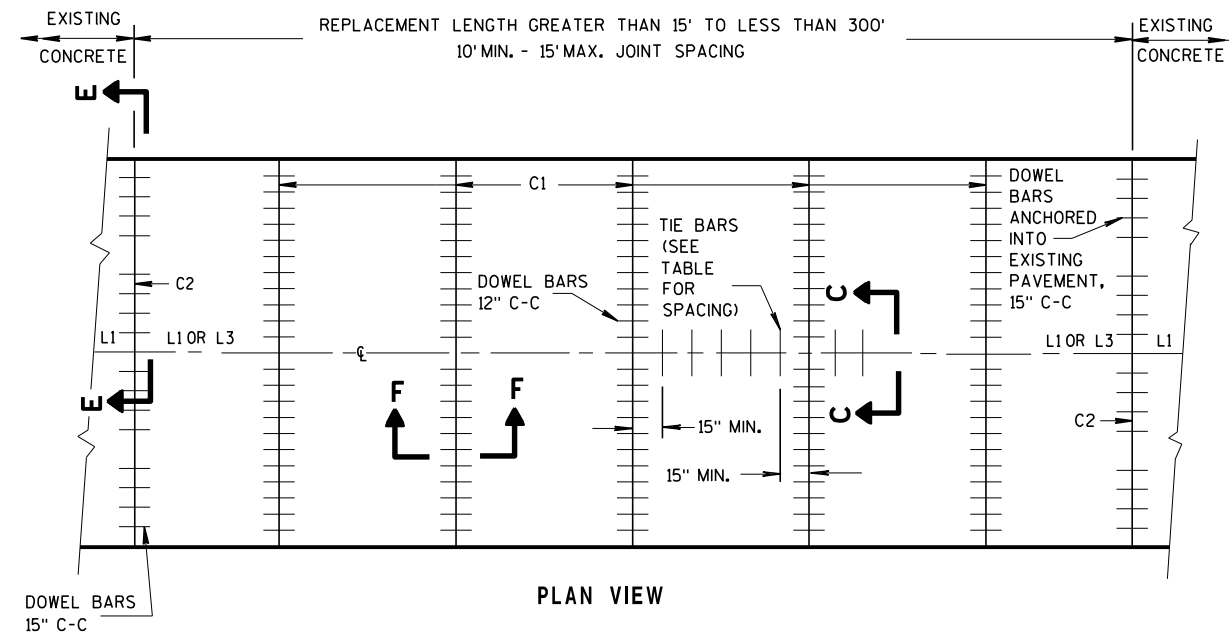 EXISTING
CONCRETE
REPLACEMENT LENGTH GREATER THAN 15' TO LESS THAN 300'
10' MIN. - 15' MAX. JOINT SPACING
EXISTING
CONCRETE
E
C1
DOWEL
BARS
ANCHORED
INTO
EXISTING
PAVEMENT,
15" C-C
TIE BARS
(SEE
TABLE
FOR
SPACING)
DOWEL BARS
12" C-C
C2
C
L1
L1 OR L3
℄
L1 OR L3
L1
E
F
F
C
C2
15" MIN.
15" MIN.
PLAN VIEW
DOWEL BARS
15" C-C